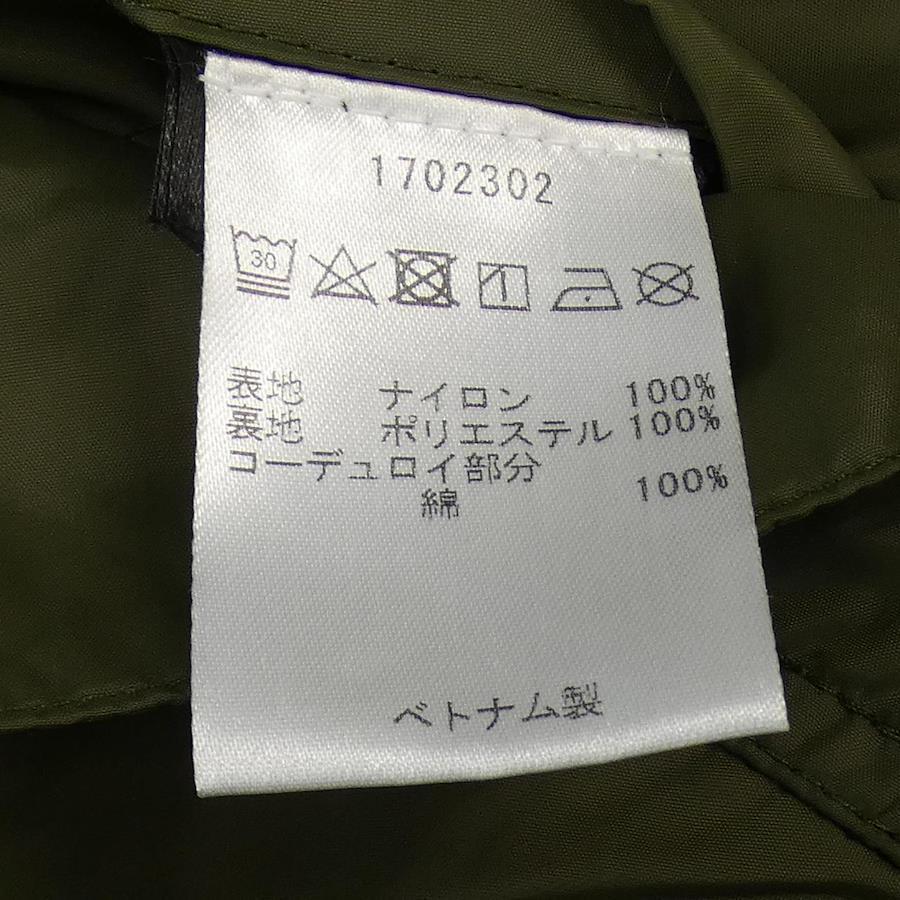 1702302
30
表地 ナイロン 100%
裏地 ポリエステル 100%
コーデュロイ部分
綿 100%
ベトナム製